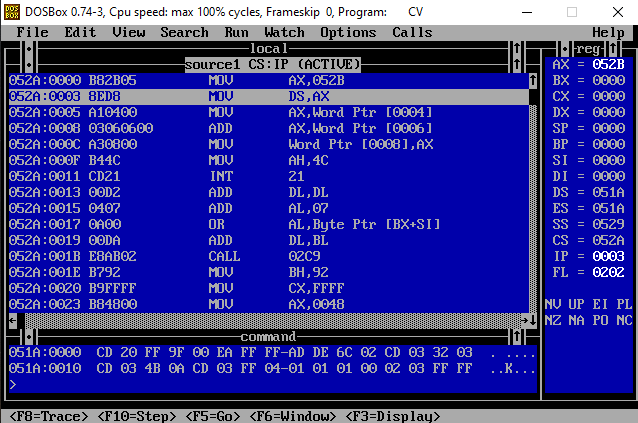 DOSBox 0.74-3, Cpu speed: max 100% cycles, Frameskip 0, Program: CV
File Edit View Search Run Watch Options Calls Help
local
reg
source1 CS:IP (ACTIVE)
052A:0000 B82B05 MOV AX,052B
052A:0003 8ED8 MOV DS,AX
052A:0005 A10400 MOV AX,Word Ptr [0004]
052A:0008 03060600 ADD AX,Word Ptr [0006]
052A:000C A30800 MOV Word Ptr [0008],AX
052A:000F B44C MOV AH,4C
052A:0011 CD21 INT 21
052A:0013 00D2 ADD DL,DL
052A:0015 0407 ADD AL,07
052A:0017 0A00 OR AL,Byte Ptr [BX+SI]
052A:0019 00DA ADD DL,BL
052A:001B E8AB02 CALL 02C9
052A:001E B792 MOV BH,92
052A:0020 B9FFFF MOV CX,FFFF
052A:0023 B84800 MOV AX,0048
AX = 052B
BX = 0000
CX = 0000
DX = 0000
SP = 0000
BP = 0000
SI = 0000
DI = 0000
DS = 051A
ES = 051A
SS = 0529
CS = 052A
IP = 0003
FL = 0202
NV UP EI PL
NZ NA PO NC
command
051A:0000 CD 20 FF 9F 00 EA FF FF-AD DE 6C 02 CD 03 32 03 . .....
051A:0010 CD 03 4B 0A CD 03 FF 04-01 01 01 00 02 03 FF FF ..K...
>
<F8=Trace> <F10=Step> <F5=Go> <F6=Window> <F3=Display>